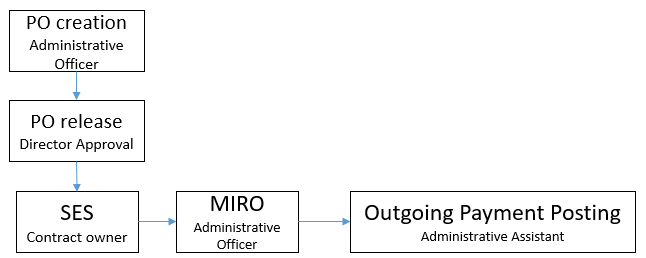 PO creation
Administrative
Officer
PO release
Director Approval
SES
Contract owner
MIRO
Administrative
Officer
Outgoing Payment Posting
Administrative Assistant